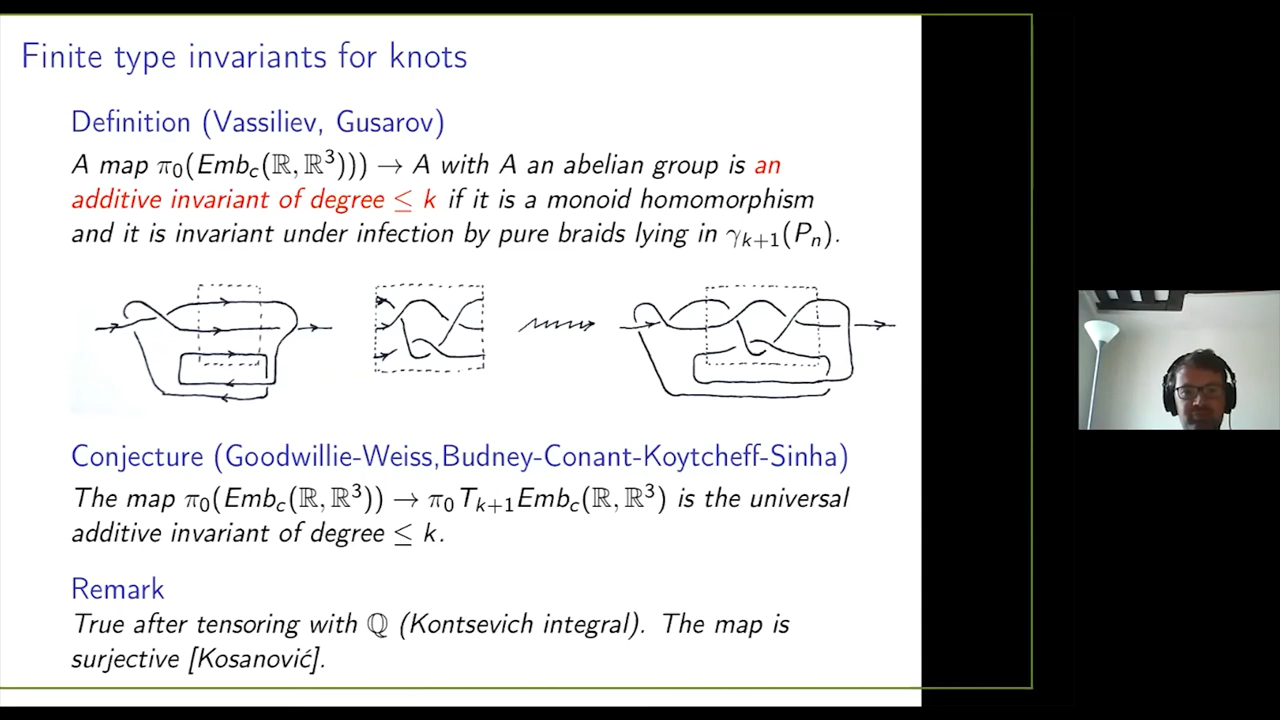 Finite type invariants for knots
Definition (Vassiliev, Gusarov)
A map π₀(Emb_c(ℝ, ℝ³))) → A with A an abelian group is an
additive invariant of degree ≤ k if it is a monoid homomorphism
and it is invariant under infection by pure braids lying in γ_{k+1}(P_n).
Conjecture (Goodwillie-Weiss,Budney-Conant-Koytcheff-Sinha)
The map π₀(Emb_c(ℝ, ℝ³)) → π₀ T_{k+1}Emb_c(ℝ, ℝ³) is the universal
additive invariant of degree ≤ k.
Remark
True after tensoring with ℚ (Kontsevich integral). The map is
surjective [Kosanović].